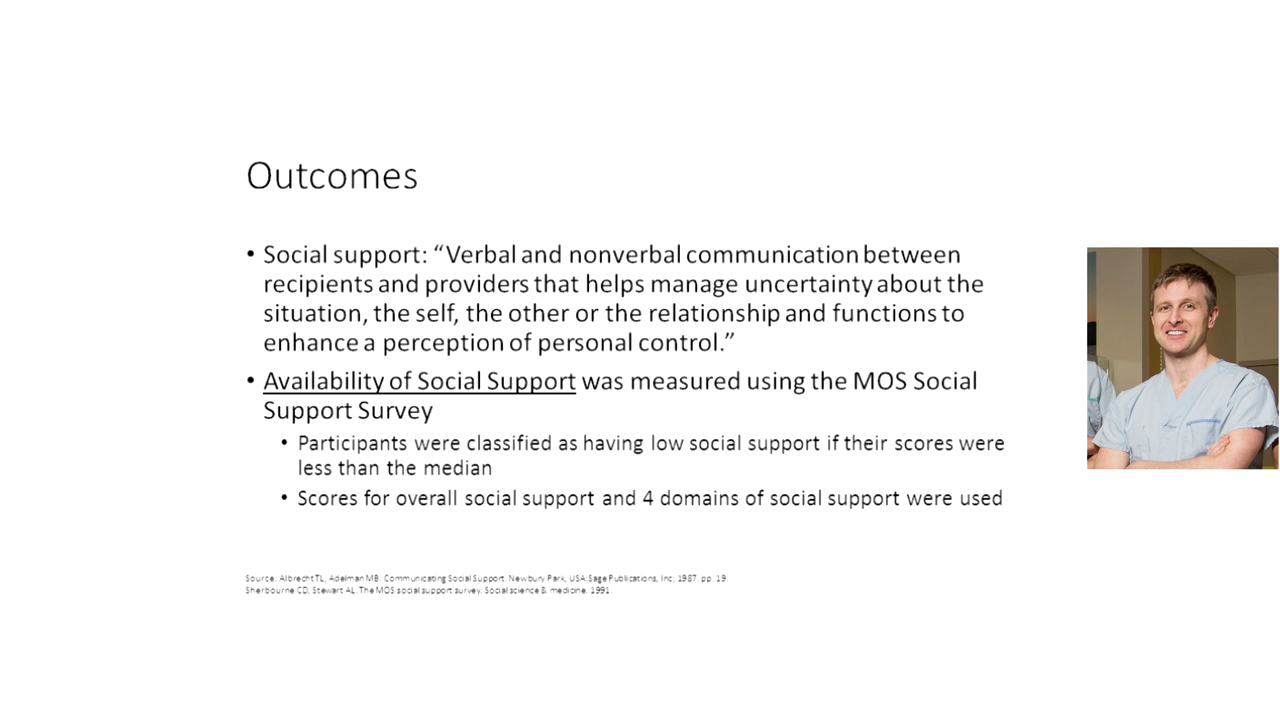 Outcomes
• Social support: “Verbal and nonverbal communication between
recipients and providers that helps manage uncertainty about the
situation, the self, the other or the relationship and functions to
enhance a perception of personal control.”
• Availability of Social Support was measured using the MOS Social
Support Survey
• Participants were classified as having low social support if their scores were
less than the median
• Scores for overall social support and 4 domains of social support were used
Source: Albrecht TL, Adelman MB. Communicating Social Support. Newbury Park, USA: Sage Publications, Inc; 1987. pp. 19.
Sherbourne CD, Stewart AL. The MOS social support survey. Social science & medicine. 1991.